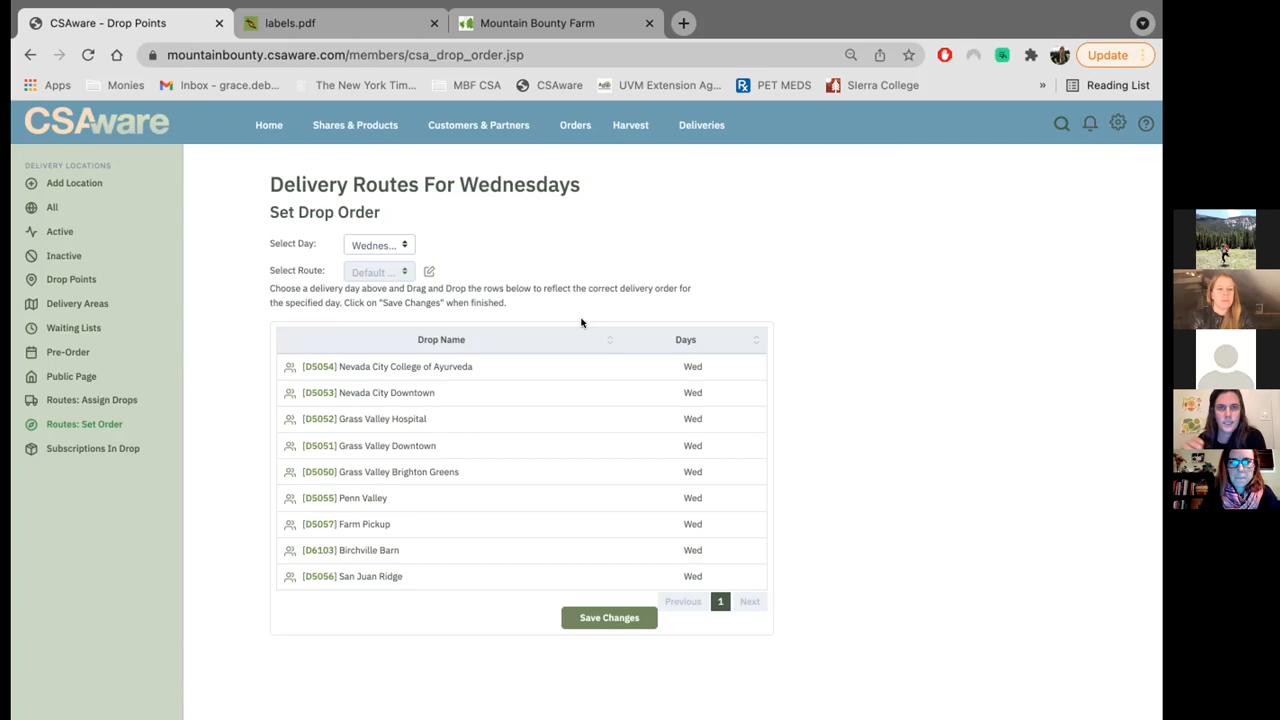 CSAware - Drop Points
labels.pdf
Mountain Bounty Farm
mountainbounty.csaware.com/members/csa_drop_order.jsp
Update
Apps
Monies
Inbox - grace.deb...
The New York Tim...
MBF CSA
CSAware
UVM Extension Ag...
PET MEDS
Sierra College
»
Reading List
CSAware
Home
Shares & Products
Customers & Partners
Orders
Harvest
Deliveries
DELIVERY LOCATIONS
Add Location
All
Active
Inactive
Drop Points
Delivery Areas
Waiting Lists
Pre-Order
Public Page
Routes: Assign Drops
Routes: Set Order
Subscriptions In Drop
Delivery Routes For Wednesdays
Set Drop Order
Select Day: Wednes...
Select Route: Default ...
Choose a delivery day above and Drag and Drop the rows below to reflect the correct delivery order for
the specified day. Click on "Save Changes" when finished.
Drop Name Days
[D5054] Nevada City College of Ayurveda Wed
[D5053] Nevada City Downtown Wed
[D5052] Grass Valley Hospital Wed
[D5051] Grass Valley Downtown Wed
[D5050] Grass Valley Brighton Greens Wed
[D5055] Penn Valley Wed
[D5057] Farm Pickup Wed
[D6103] Birchville Barn Wed
[D5056] San Juan Ridge Wed
Previous 1 Next
Save Changes